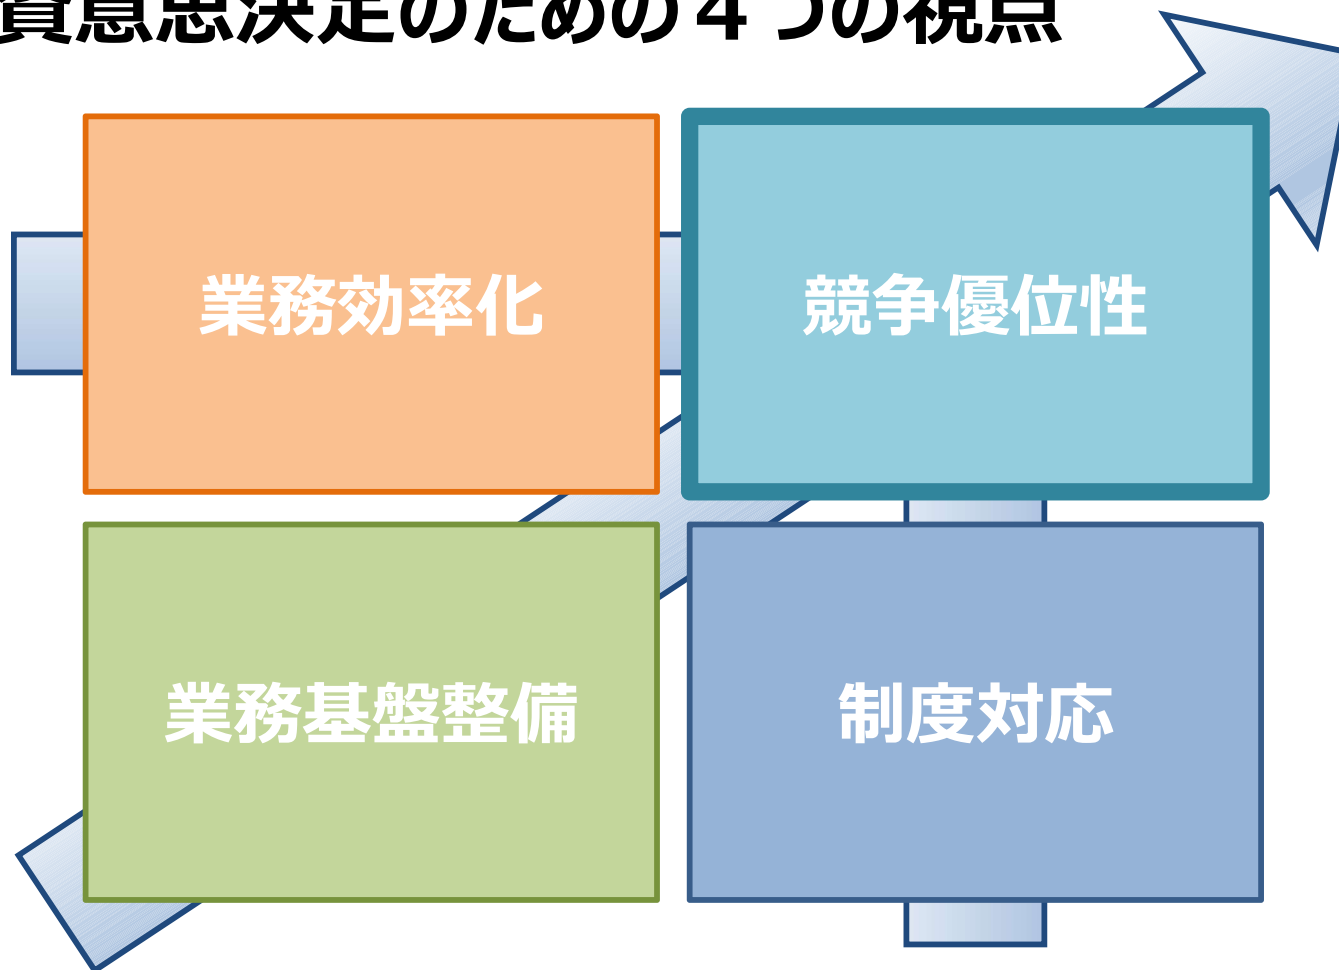 資意思決定のための４つの視点
業務効率化
競争優位性
業務基盤整備
制度対応